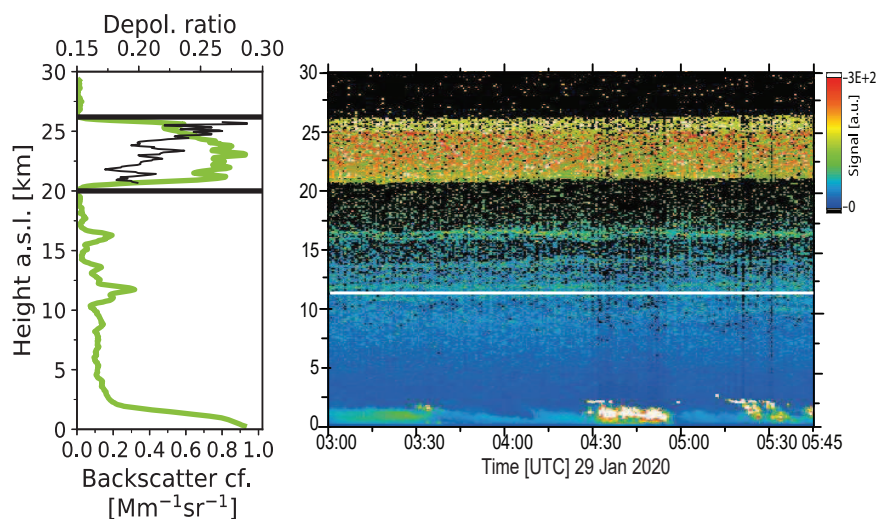 Depol. ratio
0.15 0.20 0.25 0.30
30
25
20
15
10
5
0
Height a.s.l. [km]
0.0 0.2 0.4 0.6 0.8 1.0
Backscatter cf.
[Mm⁻¹sr⁻¹]
30
25
20
15
10
5
0
03:00 03:30 04:00 04:30 05:00 05:30 05:45
Time [UTC] 29 Jan 2020
3E+2
0
Signal [a.u.]